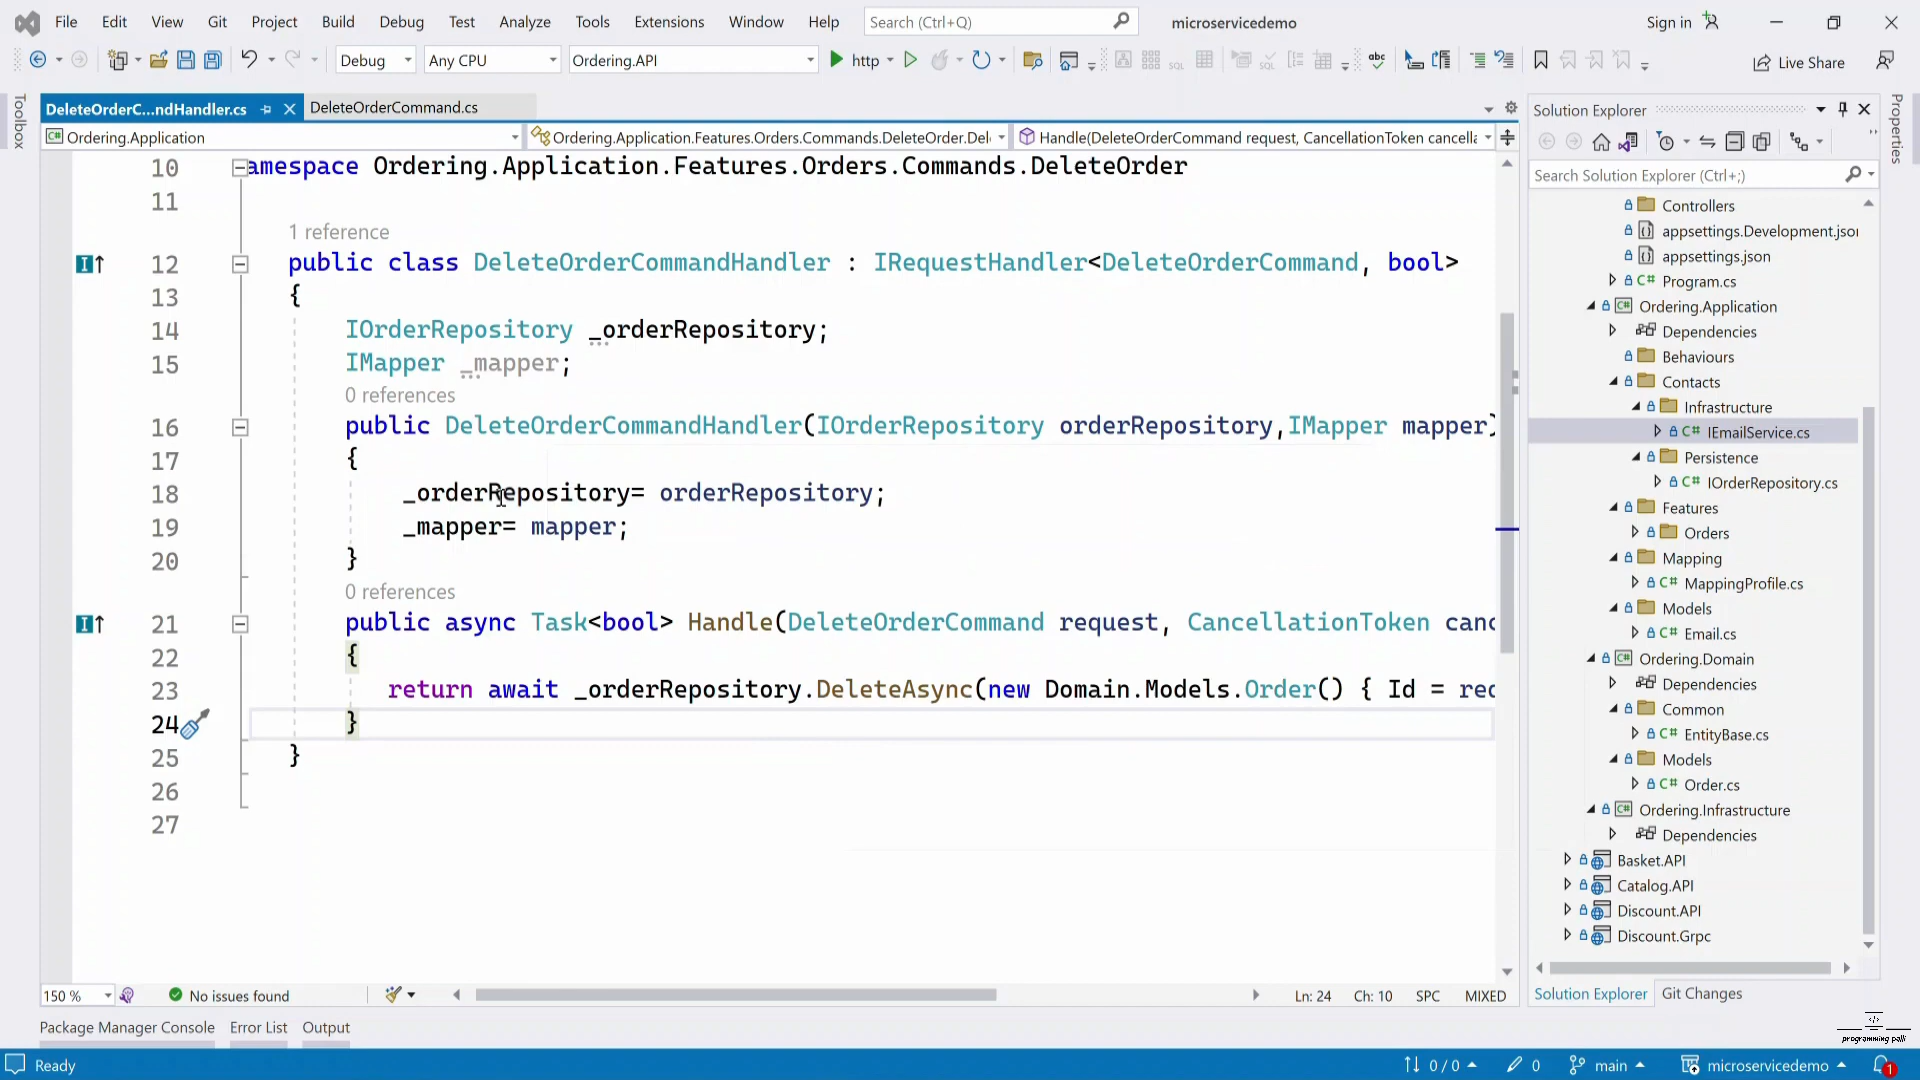 File Edit View Git Project Build Debug Test Analyze Tools Extensions Window Help Search (Ctrl+Q) microservicedemo Sign in
Debug Any CPU Ordering.API http Live Share
Toolbox
DeleteOrderC...ndHandler.cs DeleteOrderCommand.cs
Ordering.Application Ordering.Application.Features.Orders.Commands.DeleteOrder.Del Handle(DeleteOrderCommand request, CancellationToken cancella
10 amespace Ordering.Application.Features.Orders.Commands.DeleteOrder
11
1 reference
12 public class DeleteOrderCommandHandler : IRequestHandler<DeleteOrderCommand, bool>
13 {
14 IOrderRepository _orderRepository;
15 IMapper _mapper;
0 references
16 public DeleteOrderCommandHandler(IOrderRepository orderRepository,IMapper mapper)
17 {
18 _orderRepository= orderRepository;
19 _mapper= mapper;
20 }
0 references
21 public async Task<bool> Handle(DeleteOrderCommand request, CancellationToken canc
22 {
23 return await _orderRepository.DeleteAsync(new Domain.Models.Order() { Id = req
24 }
25 }
26
27
150 % No issues found Ln: 24 Ch: 10 SPC MIXED
Package Manager Console Error List Output
Solution Explorer
Search Solution Explorer (Ctrl+;)
Controllers
appsettings.Development.json
appsettings.json
C# Program.cs
C# Ordering.Application
Dependencies
Behaviours
Contacts
Infrastructure
C# IEmailService.cs
Persistence
C# IOrderRepository.cs
Features
Orders
Mapping
C# MappingProfile.cs
Models
C# Email.cs
C# Ordering.Domain
Dependencies
Common
C# EntityBase.cs
Models
C# Order.cs
C# Ordering.Infrastructure
Dependencies
Basket.API
Catalog.API
Discount.API
Discount.Grpc
Solution Explorer Git Changes
Properties
</> programming palli
Ready 0 / 0 0 main microservicedemo 1